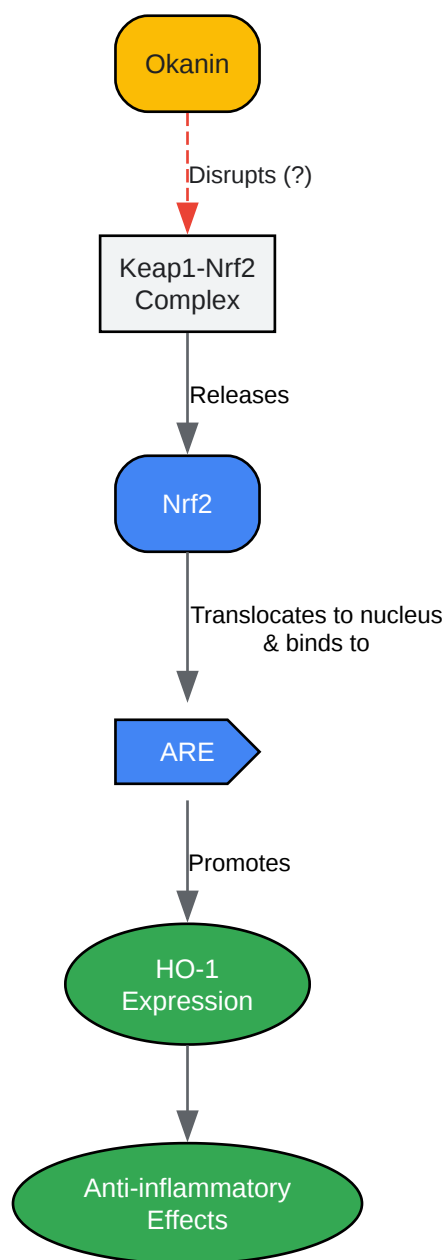 Okanin
Disrupts (?)
Keap1-Nrf2
Complex
Releases
Nrf2
Translocates to nucleus
& binds to
ARE
Promotes
HO-1
Expression
Anti-inflammatory
Effects